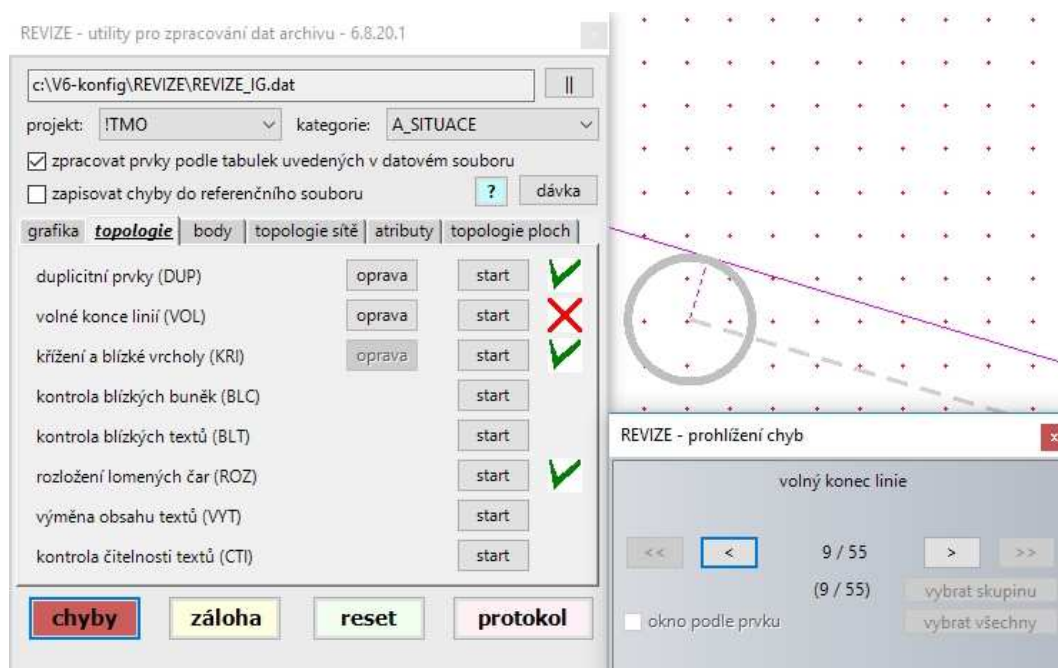 REVIZE - utility pro zpracování dat archivu - 6.8.20.1
c:\V6-konfig\REVIZE\REVIZE_IG.dat ||
projekt: !TMO kategorie: A_SITUACE
zpracovat prvky podle tabulek uvedených v datovém souboru
zapisovat chyby do referenčního souboru ? dávka
grafika topologie body topologie sítě atributy topologie ploch
duplicitní prvky (DUP) oprava start
volné konce linií (VOL) oprava start
křížení a blízké vrcholy (KRI) oprava start
kontrola blízkých buněk (BLC) start
kontrola blízkých textů (BLT) start
rozložení lomených čar (ROZ) start
výměna obsahu textů (VYT) start
kontrola čitelnosti textů (CTI) start
chyby záloha reset protokol
REVIZE - prohlížení chyb x
volný konec linie
<< < 9 / 55 > >>
(9 / 55) vybrat skupinu
okno podle prvku vybrat všechny